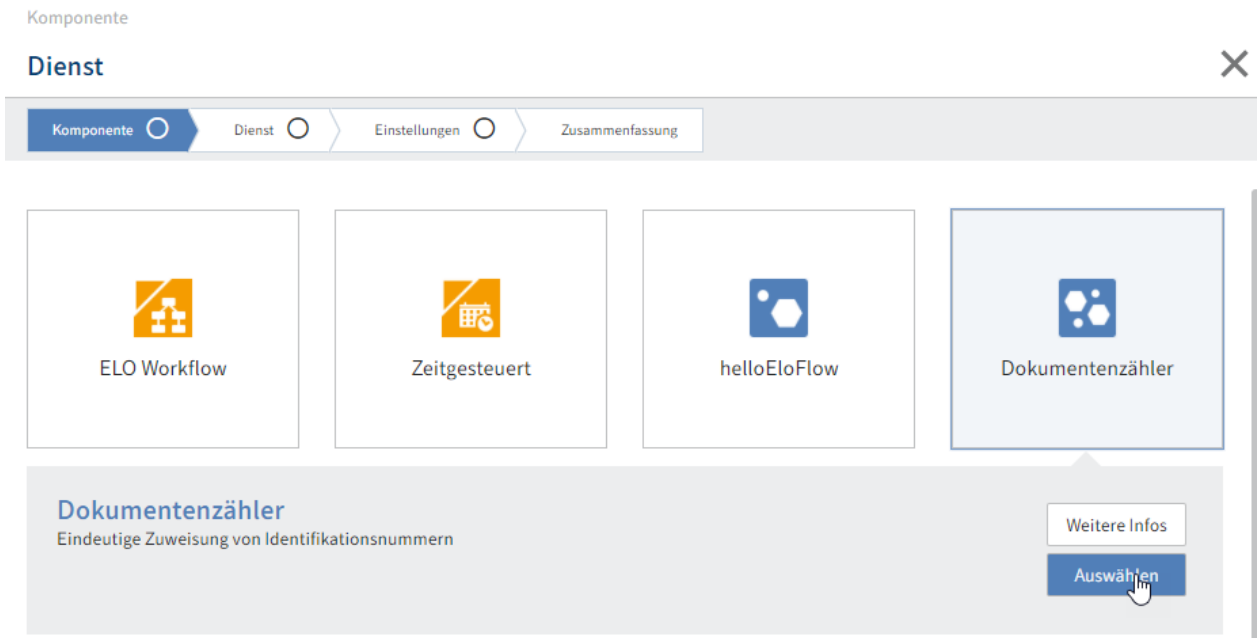 Komponente
Dienst
Komponente
Dienst
Einstellungen
Zusammenfassung
ELO Workflow
Zeitgesteuert
helloEloFlow
Dokumentenzähler
Dokumentenzähler
Eindeutige Zuweisung von Identifikationsnummern
Weitere Infos
Auswählen